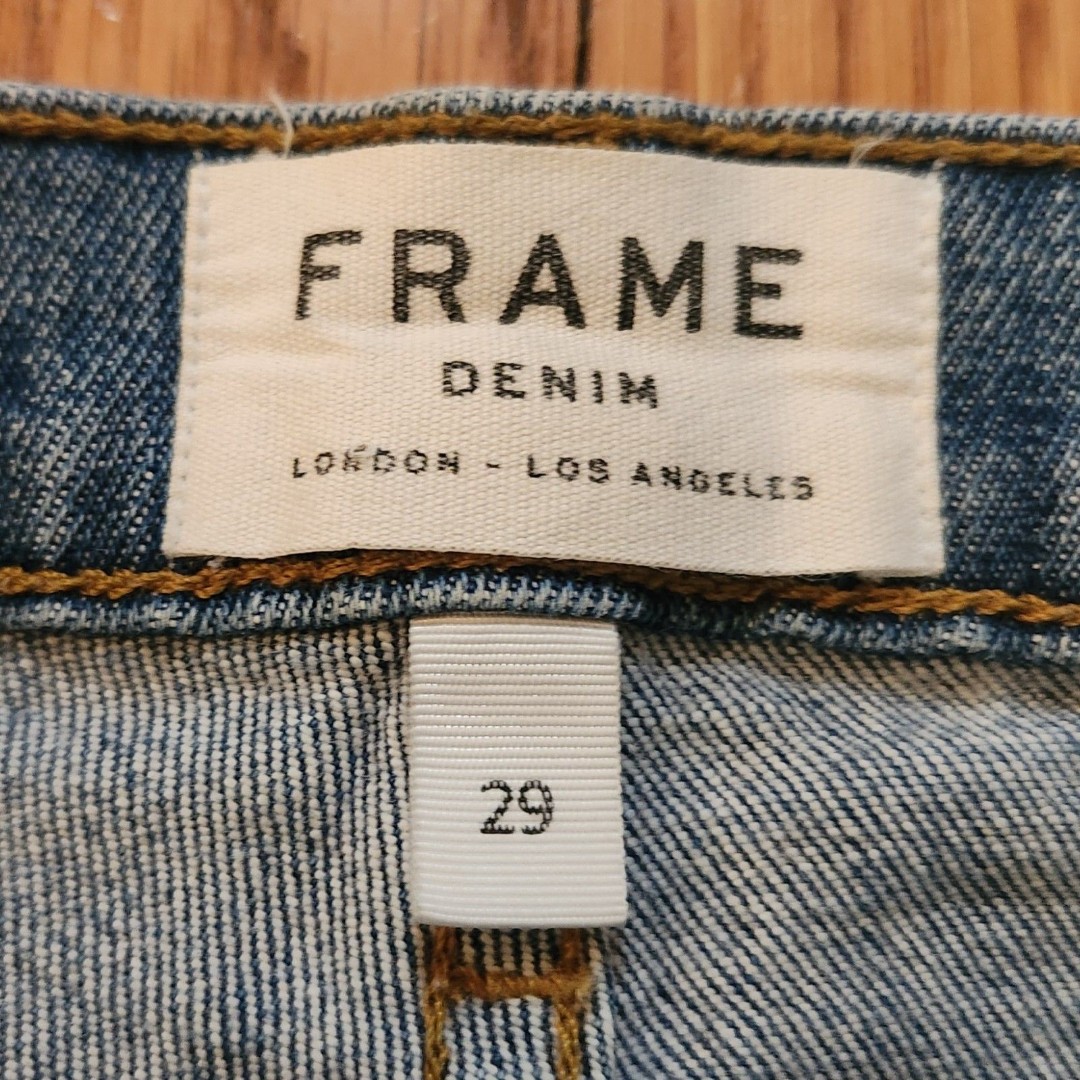 FRAME
DENIM
LONDON - LOS ANGELES
29